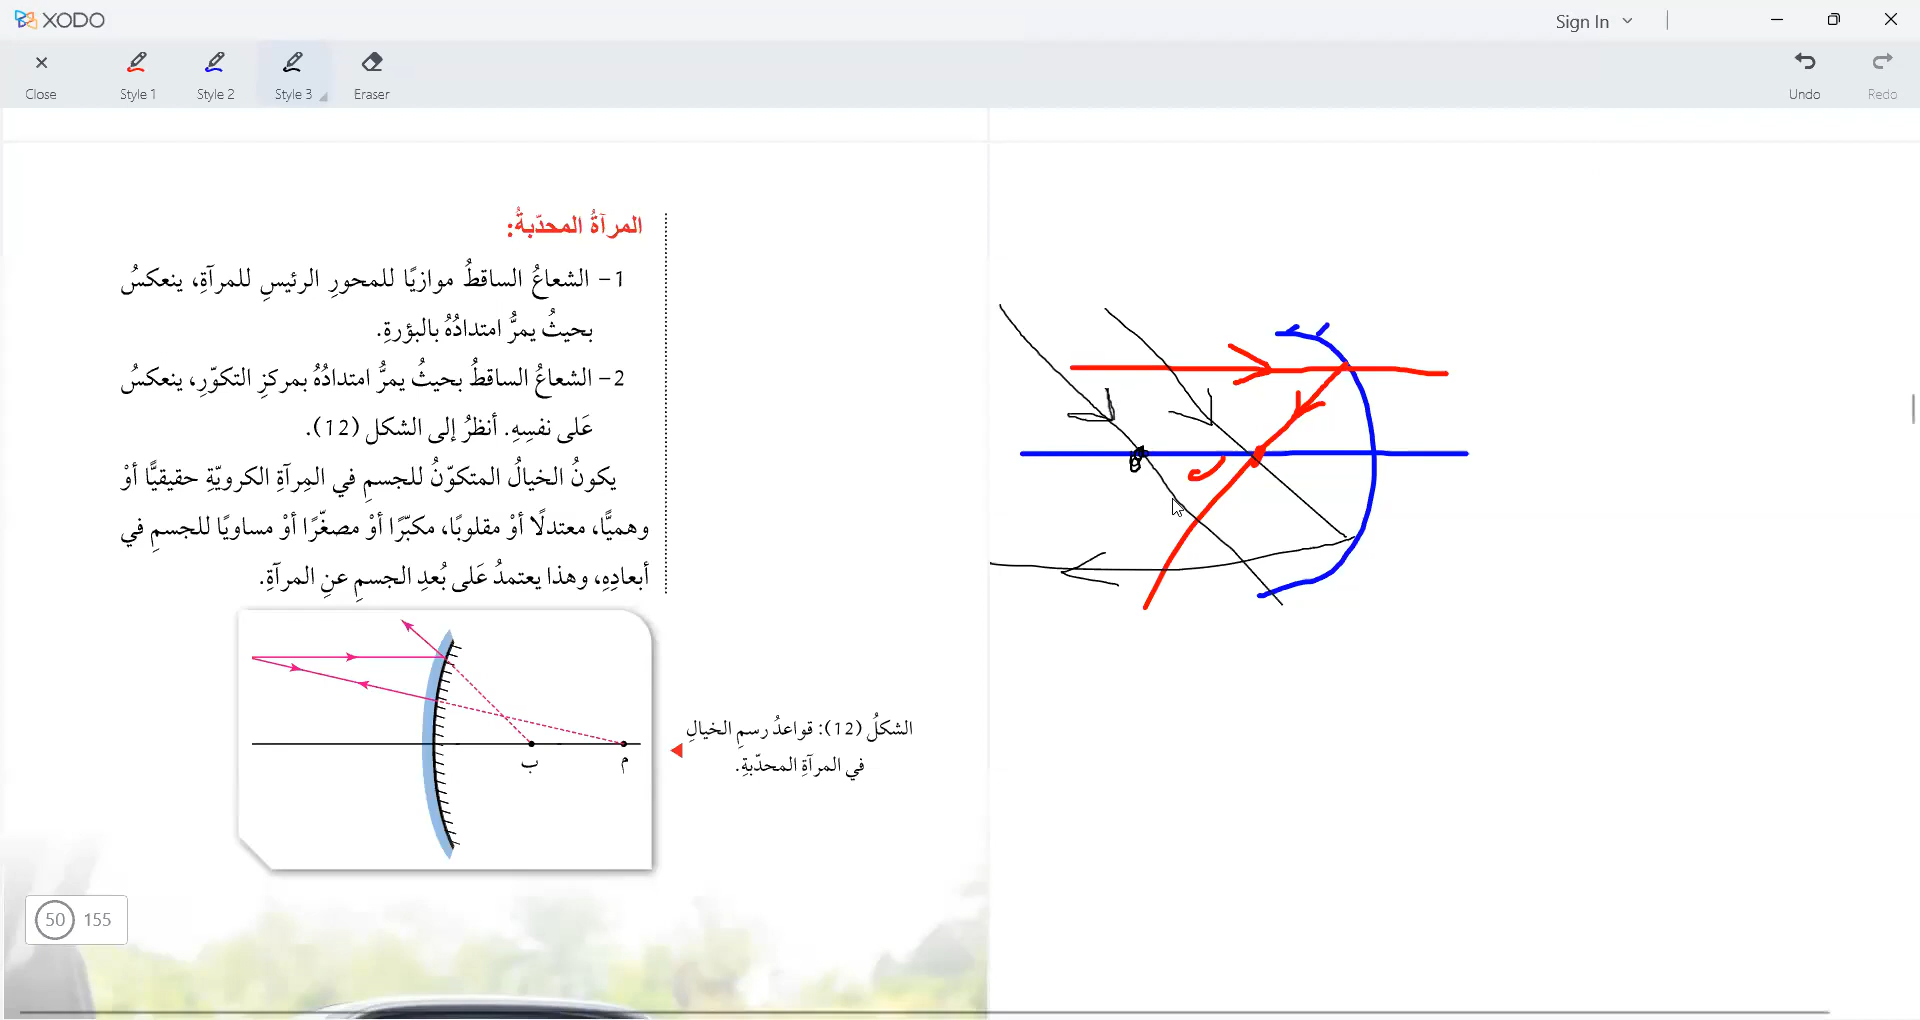 XODO
Sign In
Close
Style 1
Style 2
Style 3
Eraser
Undo
Redo
المرآةُ المحدّبةُ:
1- الشعاعُ الساقطُ موازيًا للمحورِ الرئيسِ للمرآةِ، ينعكسُ
بحيثُ يمرُّ امتدادُهُ بالبؤرةِ.
2- الشعاعُ الساقطُ بحيثُ يمرُّ امتدادُهُ بمركزِ التكوّرِ، ينعكسُ
عَلى نفسِهِ. أنظرُ إلى الشكل (12).
يكونُ الخيالُ المتكوّنُ للجسمِ في المِرآةِ الكرويّةِ حقيقيًّا أوْ
وهميًّا، معتدلًا أوْ مقلوبًا، مكبّرًا أوْ مصغّرًا أوْ مساويًا للجسمِ في
أبعادِهِ، وهذا يعتمدُ عَلى بُعدِ الجسمِ عنِ المرآةِ.
ب
م
الشكلُ (12): قواعدُ رسمِ الخيالِ
في المرآةِ المحدّبةِ.
50 155